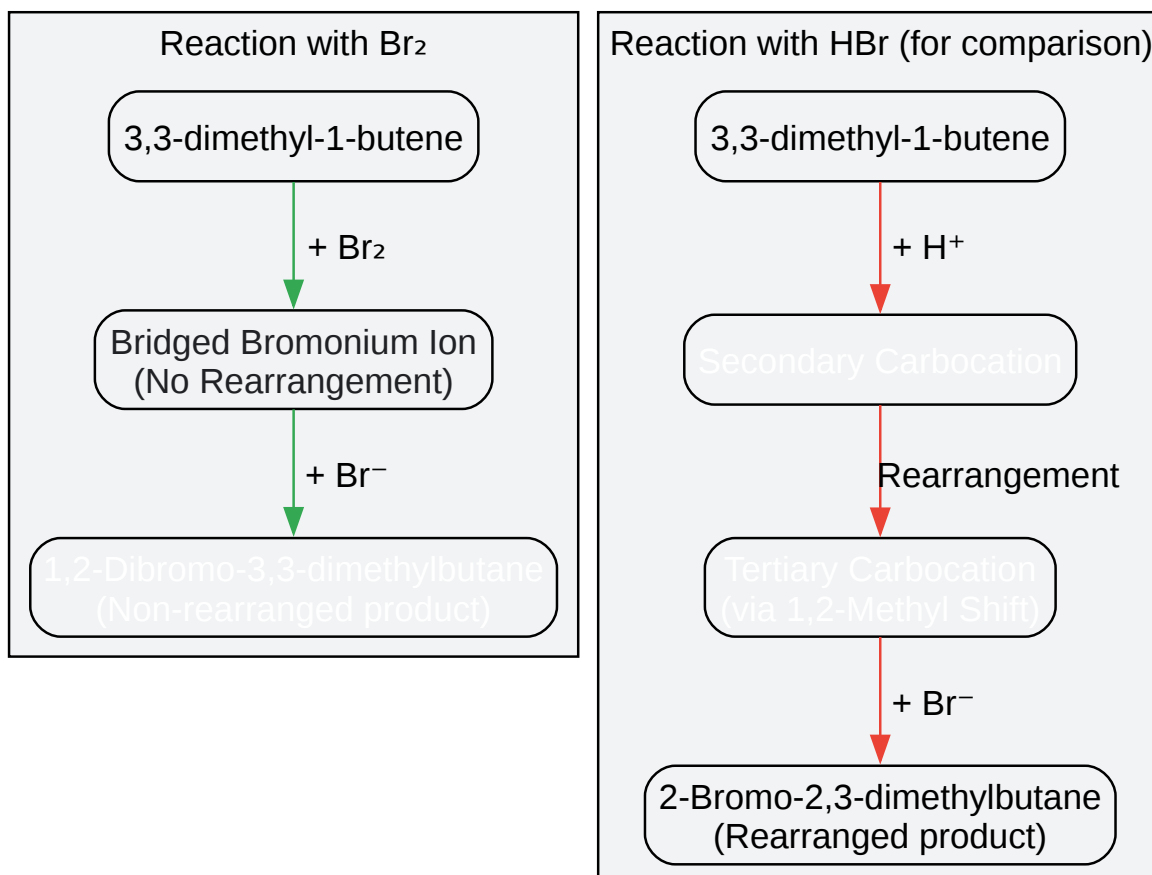 Reaction with Br₂
3,3-dimethyl-1-butene
+ Br₂
Bridged Bromonium Ion
(No Rearrangement)
+ Br⁻
1,2-Dibromo-3,3-dimethylbutane
(Non-rearranged product)
Reaction with HBr (for comparison)
3,3-dimethyl-1-butene
+ H⁺
Secondary Carbocation
Rearrangement
Tertiary Carbocation
(via 1,2-Methyl Shift)
+ Br⁻
2-Bromo-2,3-dimethylbutane
(Rearranged product)